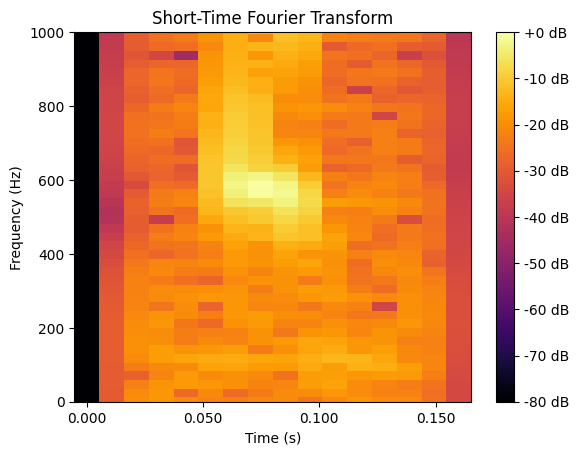 Short-Time Fourier Transform
1000
800
600
400
200
0
Frequency (Hz)
0.000
0.050
0.100
0.150
Time (s)
+0 dB
-10 dB
-20 dB
-30 dB
-40 dB
-50 dB
-60 dB
-70 dB
-80 dB